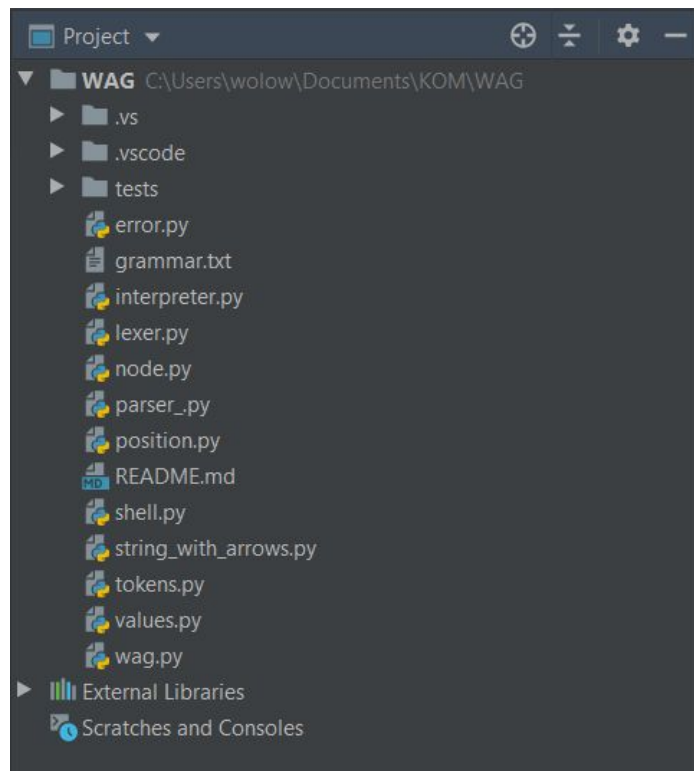 Project
WAG C:\Users\wolow\Documents\KOM\WAG
.vs
.vscode
tests
error.py
grammar.txt
interpreter.py
lexer.py
node.py
parser_.py
position.py
MD README.md
shell.py
string_with_arrows.py
tokens.py
values.py
wag.py
External Libraries
Scratches and Consoles